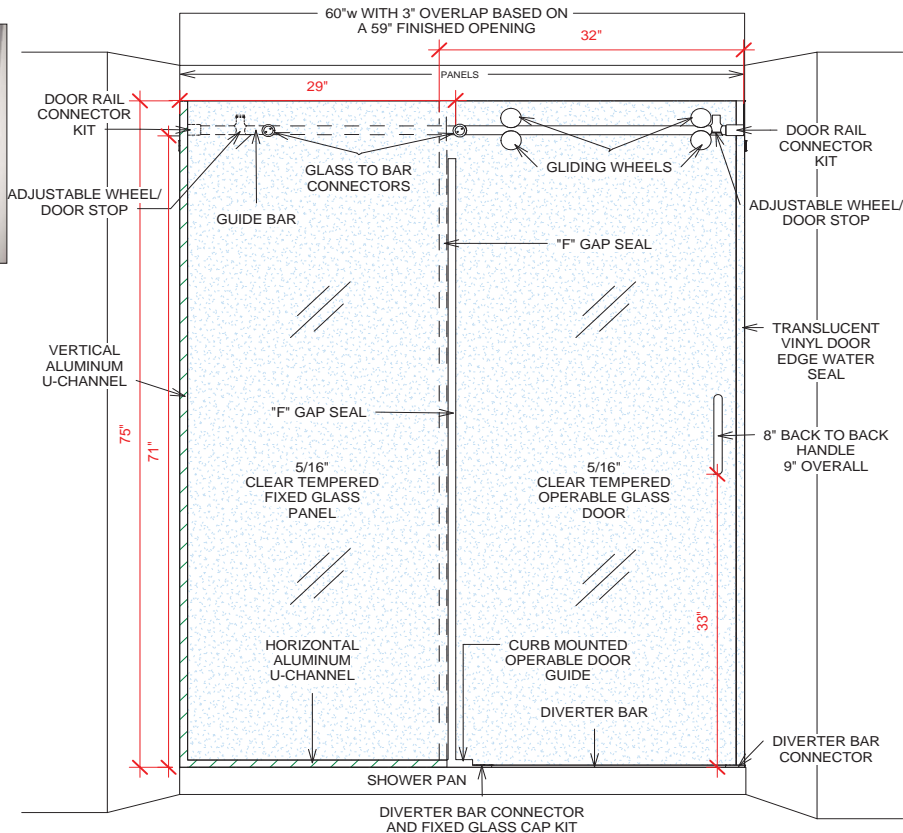 60"w WITH 3" OVERLAP BASED ON
A 59" FINISHED OPENING
32"
PANELS
29"
DOOR RAIL
CONNECTOR
KIT
DOOR RAIL
CONNECTOR
KIT
GLASS TO BAR
CONNECTORS
GLIDING WHEELS
ADJUSTABLE WHEEL/
DOOR STOP
ADJUSTABLE WHEEL/
DOOR STOP
GUIDE BAR
"F" GAP SEAL
TRANSLUCENT
VINYL DOOR
EDGE WATER
SEAL
VERTICAL
ALUMINUM
U-CHANNEL
"F" GAP SEAL
75"
71"
8" BACK TO BACK
HANDLE
9" OVERALL
5/16"
CLEAR TEMPERED
FIXED GLASS
PANEL
5/16"
CLEAR TEMPERED
OPERABLE GLASS
DOOR
33"
HORIZONTAL
ALUMINUM
U-CHANNEL
CURB MOUNTED
OPERABLE DOOR
GUIDE
DIVERTER BAR
DIVERTER BAR
CONNECTOR
SHOWER PAN
DIVERTER BAR CONNECTOR
AND FIXED GLASS CAP KIT